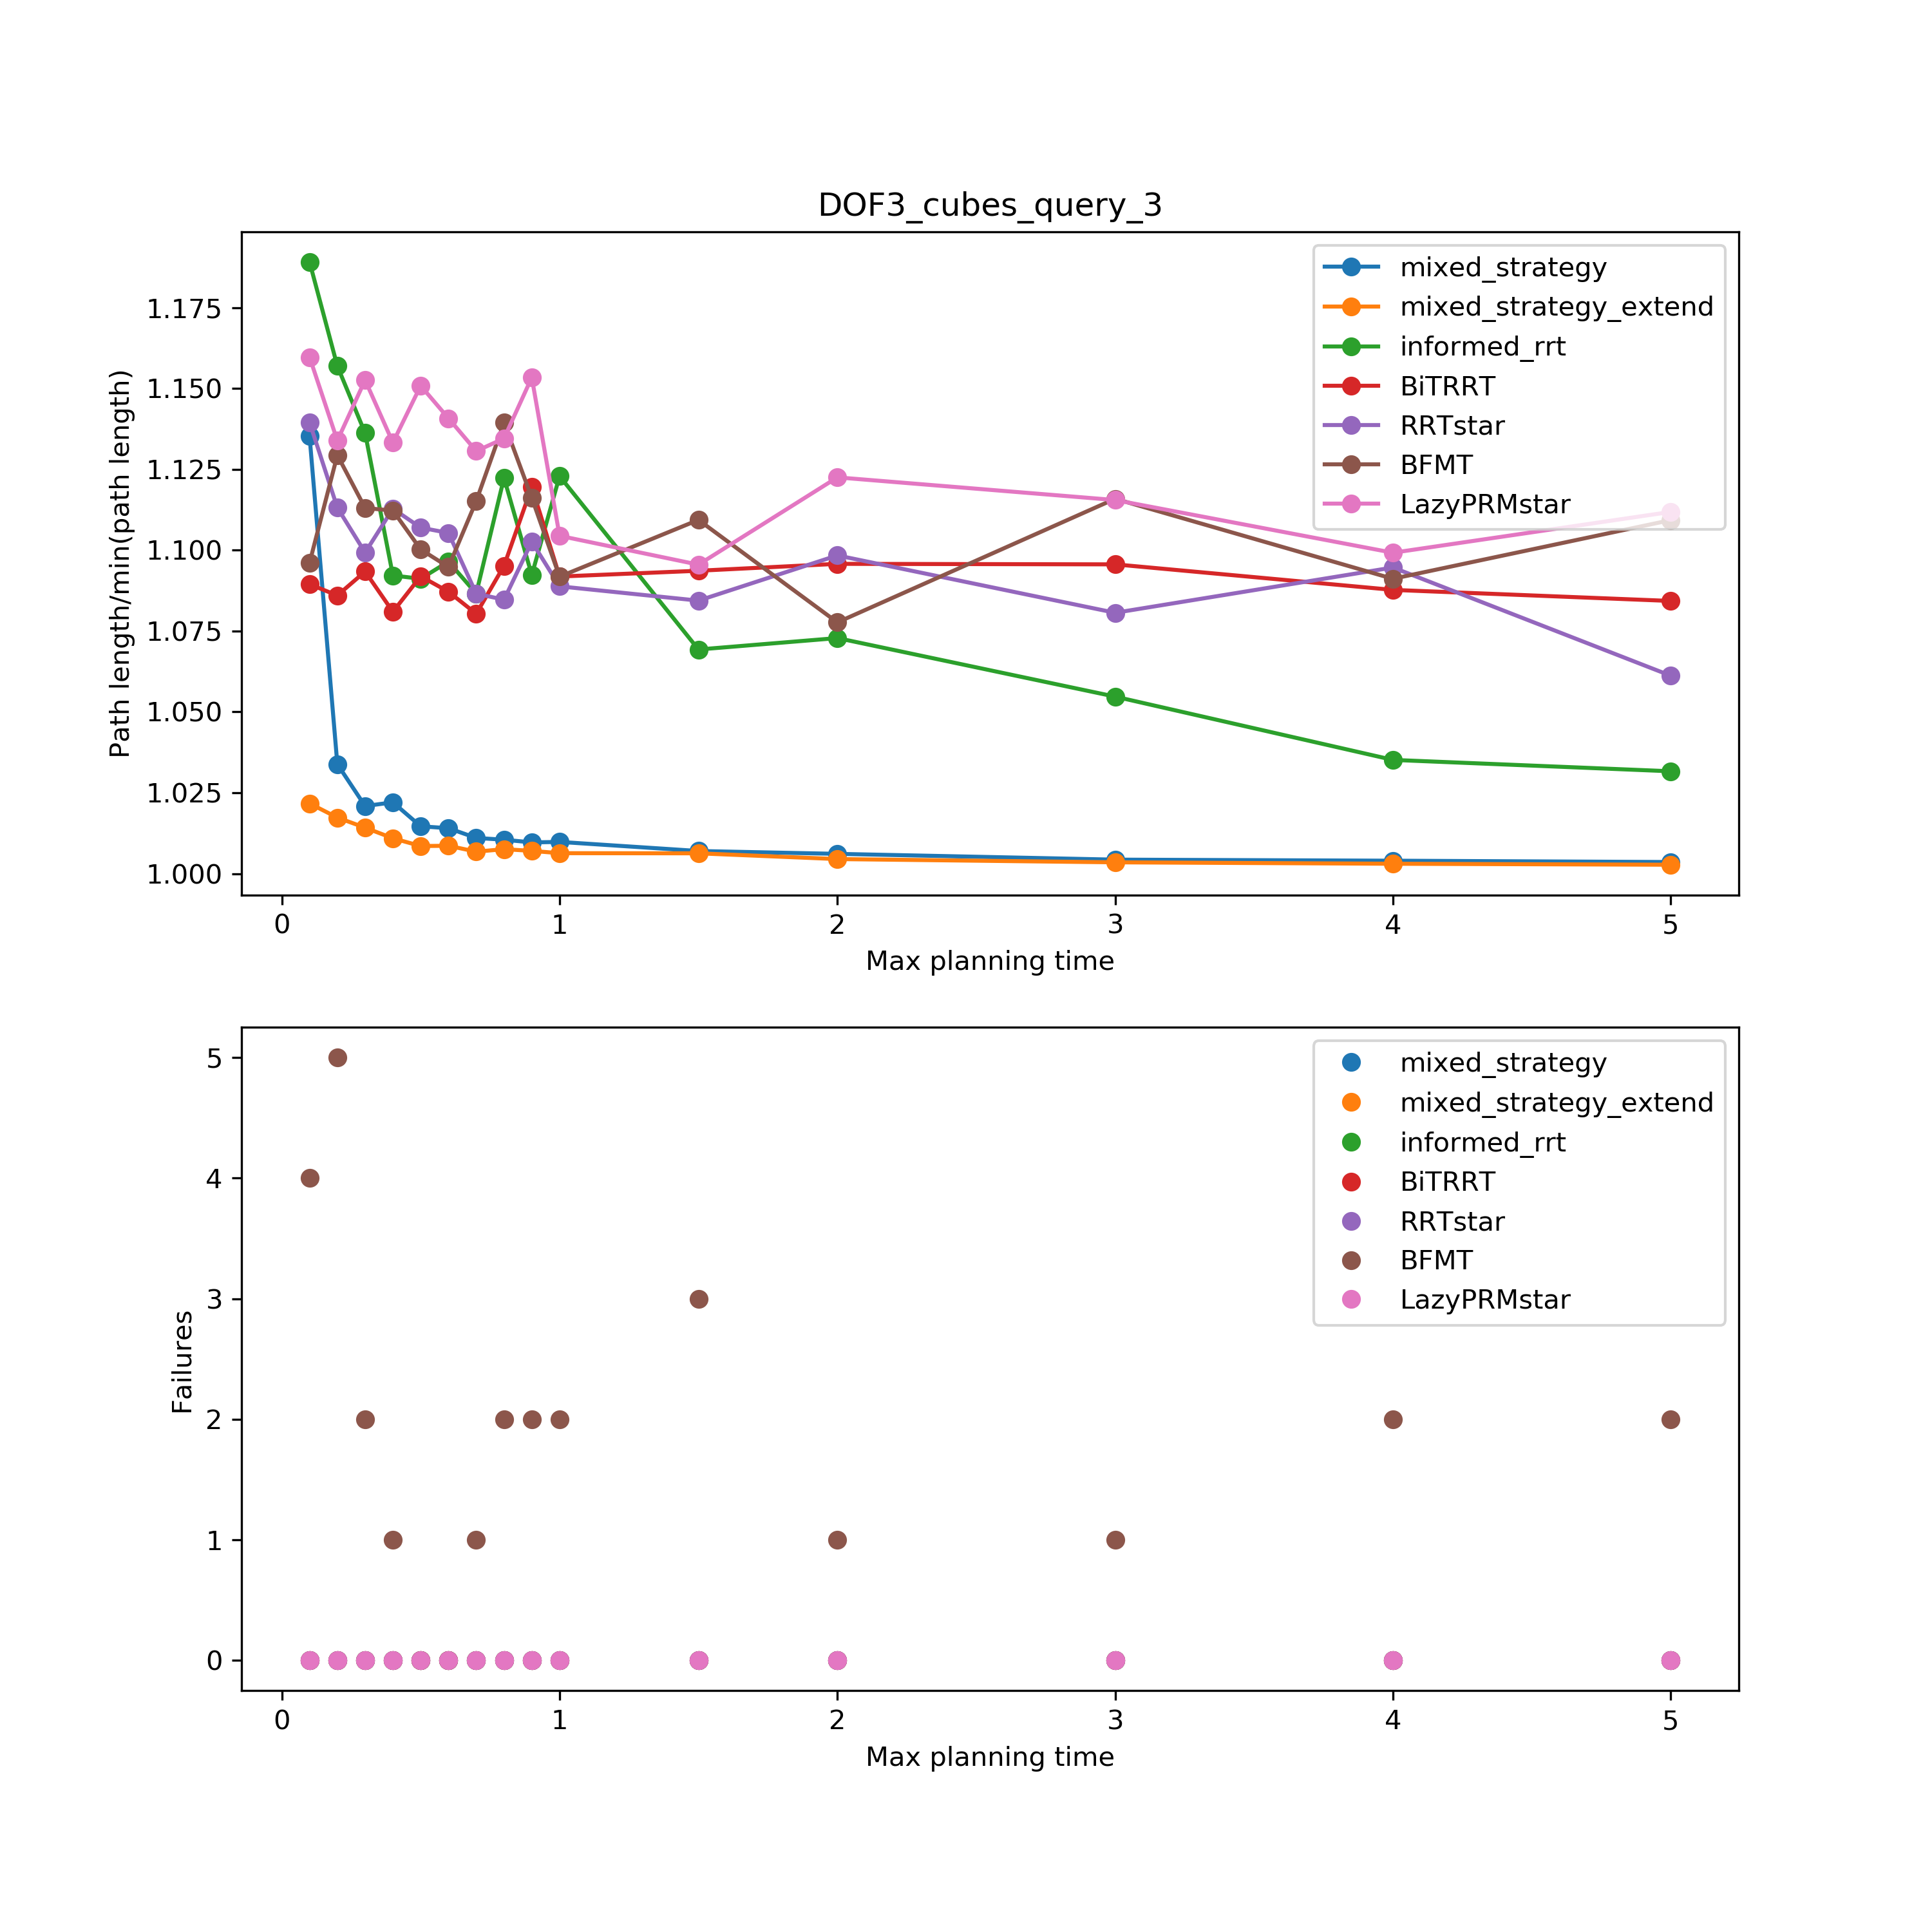 DOF3_cubes_query_3
Path length/min(path length)
1.175
1.150
1.125
1.100
1.075
1.050
1.025
1.000
mixed_strategy
mixed_strategy_extend
informed_rrt
BiTRRT
RRTstar
BFMT
LazyPRMstar
0 1 2 3 4 5
Max planning time
Failures
5
4
3
2
1
0
mixed_strategy
mixed_strategy_extend
informed_rrt
BiTRRT
RRTstar
BFMT
LazyPRMstar
0 1 2 3 4 5
Max planning time